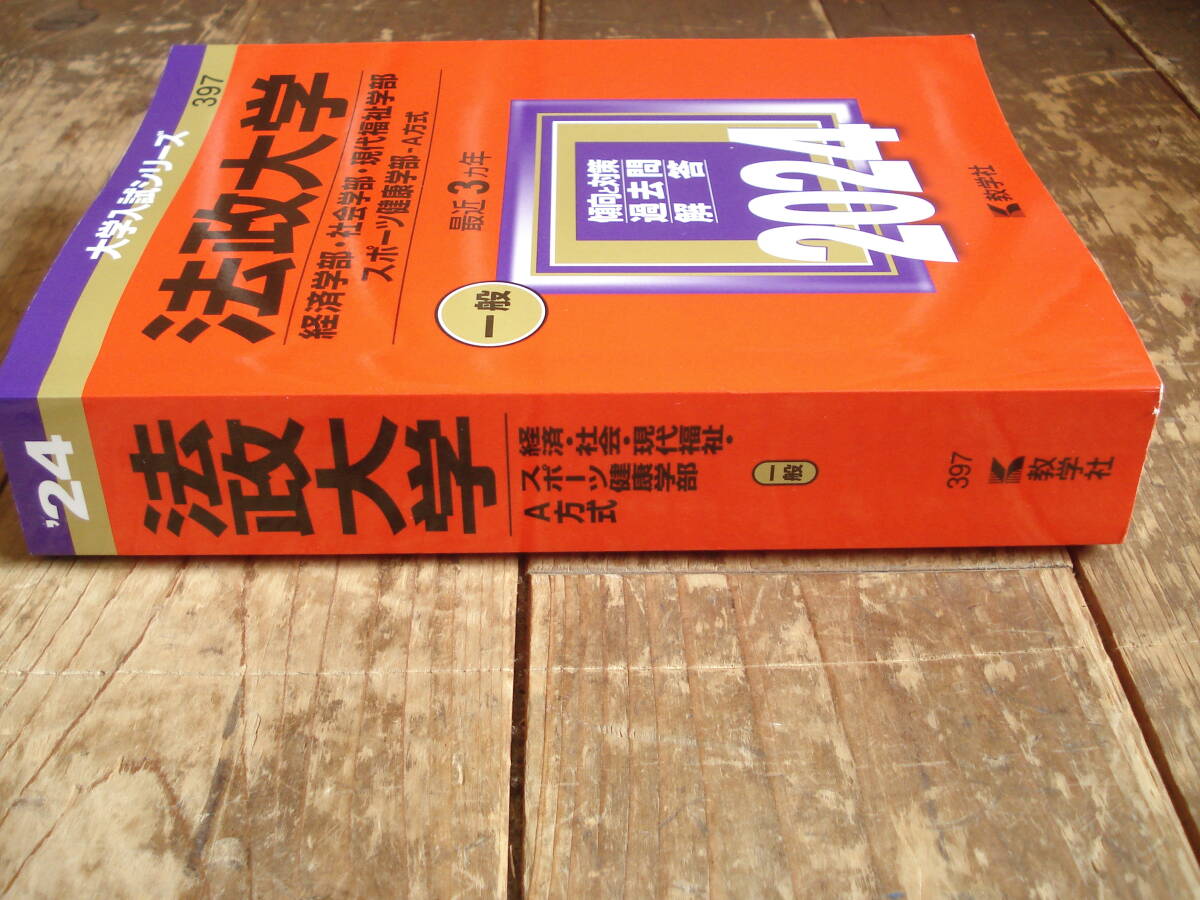 大学入試シリーズ
397
法政大学
経済学部・社会学部・現代福祉学部
スポーツ健康学部-A方式
最近3カ年
一般
傾向と対策
過去問
解答
2024
教学社
'24
法政大学
経済・社会・現代福祉・
スポーツ健康学部
A方式
一般
397
教学社